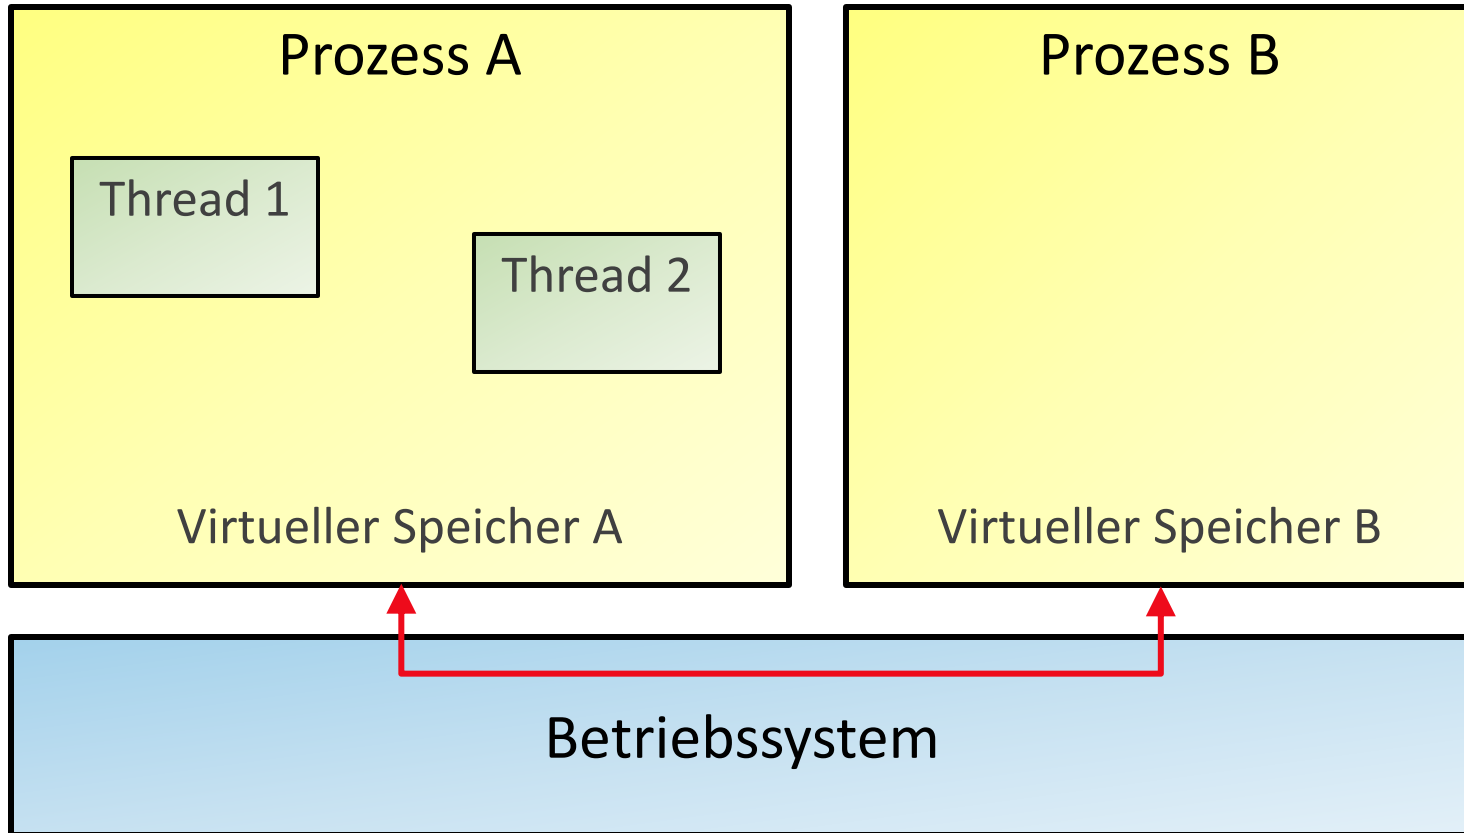 Prozess A
Prozess B
Thread 1
Thread 2
Virtueller Speicher A
Virtueller Speicher B
Betriebssystem